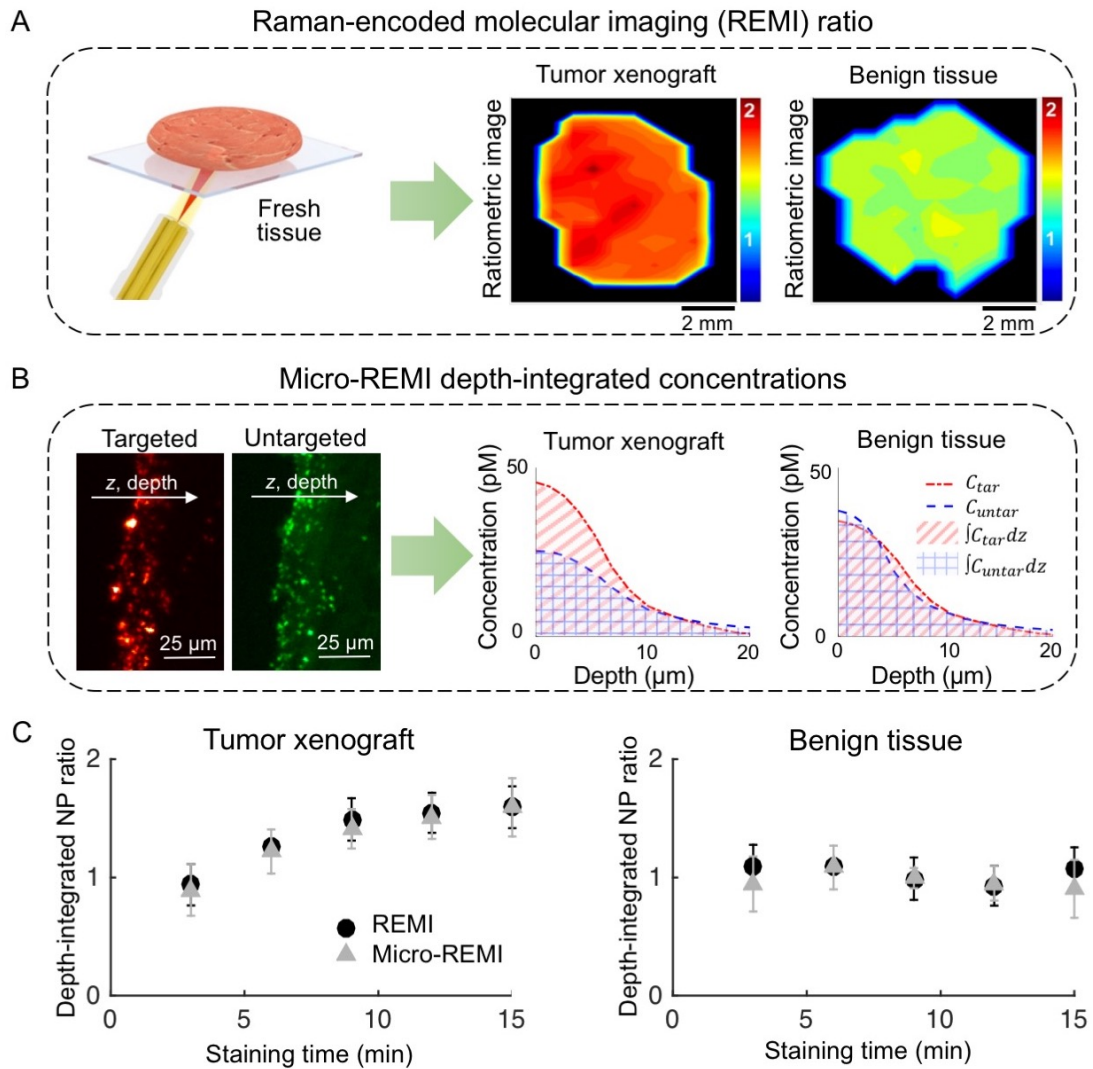 A
Raman-encoded molecular imaging (REMI) ratio
Fresh
tissue
Tumor xenograft
Ratiometric image
2
1
2 mm
Benign tissue
Ratiometric image
2
1
2 mm
B
Micro-REMI depth-integrated concentrations
Targeted
z, depth
25 µm
Untargeted
z, depth
25 µm
Tumor xenograft
Concentration (pM)
50
0
0
10
20
Depth (µm)
Benign tissue
Concentration (pM)
50
0
0
10
20
Depth (µm)
C_tar
C_untar
∫C_tar dz
∫C_untar dz
C
Tumor xenograft
Depth-integrated NP ratio
2
1
0
0
5
10
15
Staining time (min)
REMI
Micro-REMI
Benign tissue
Depth-integrated NP ratio
2
1
0
0
5
10
15
Staining time (min)